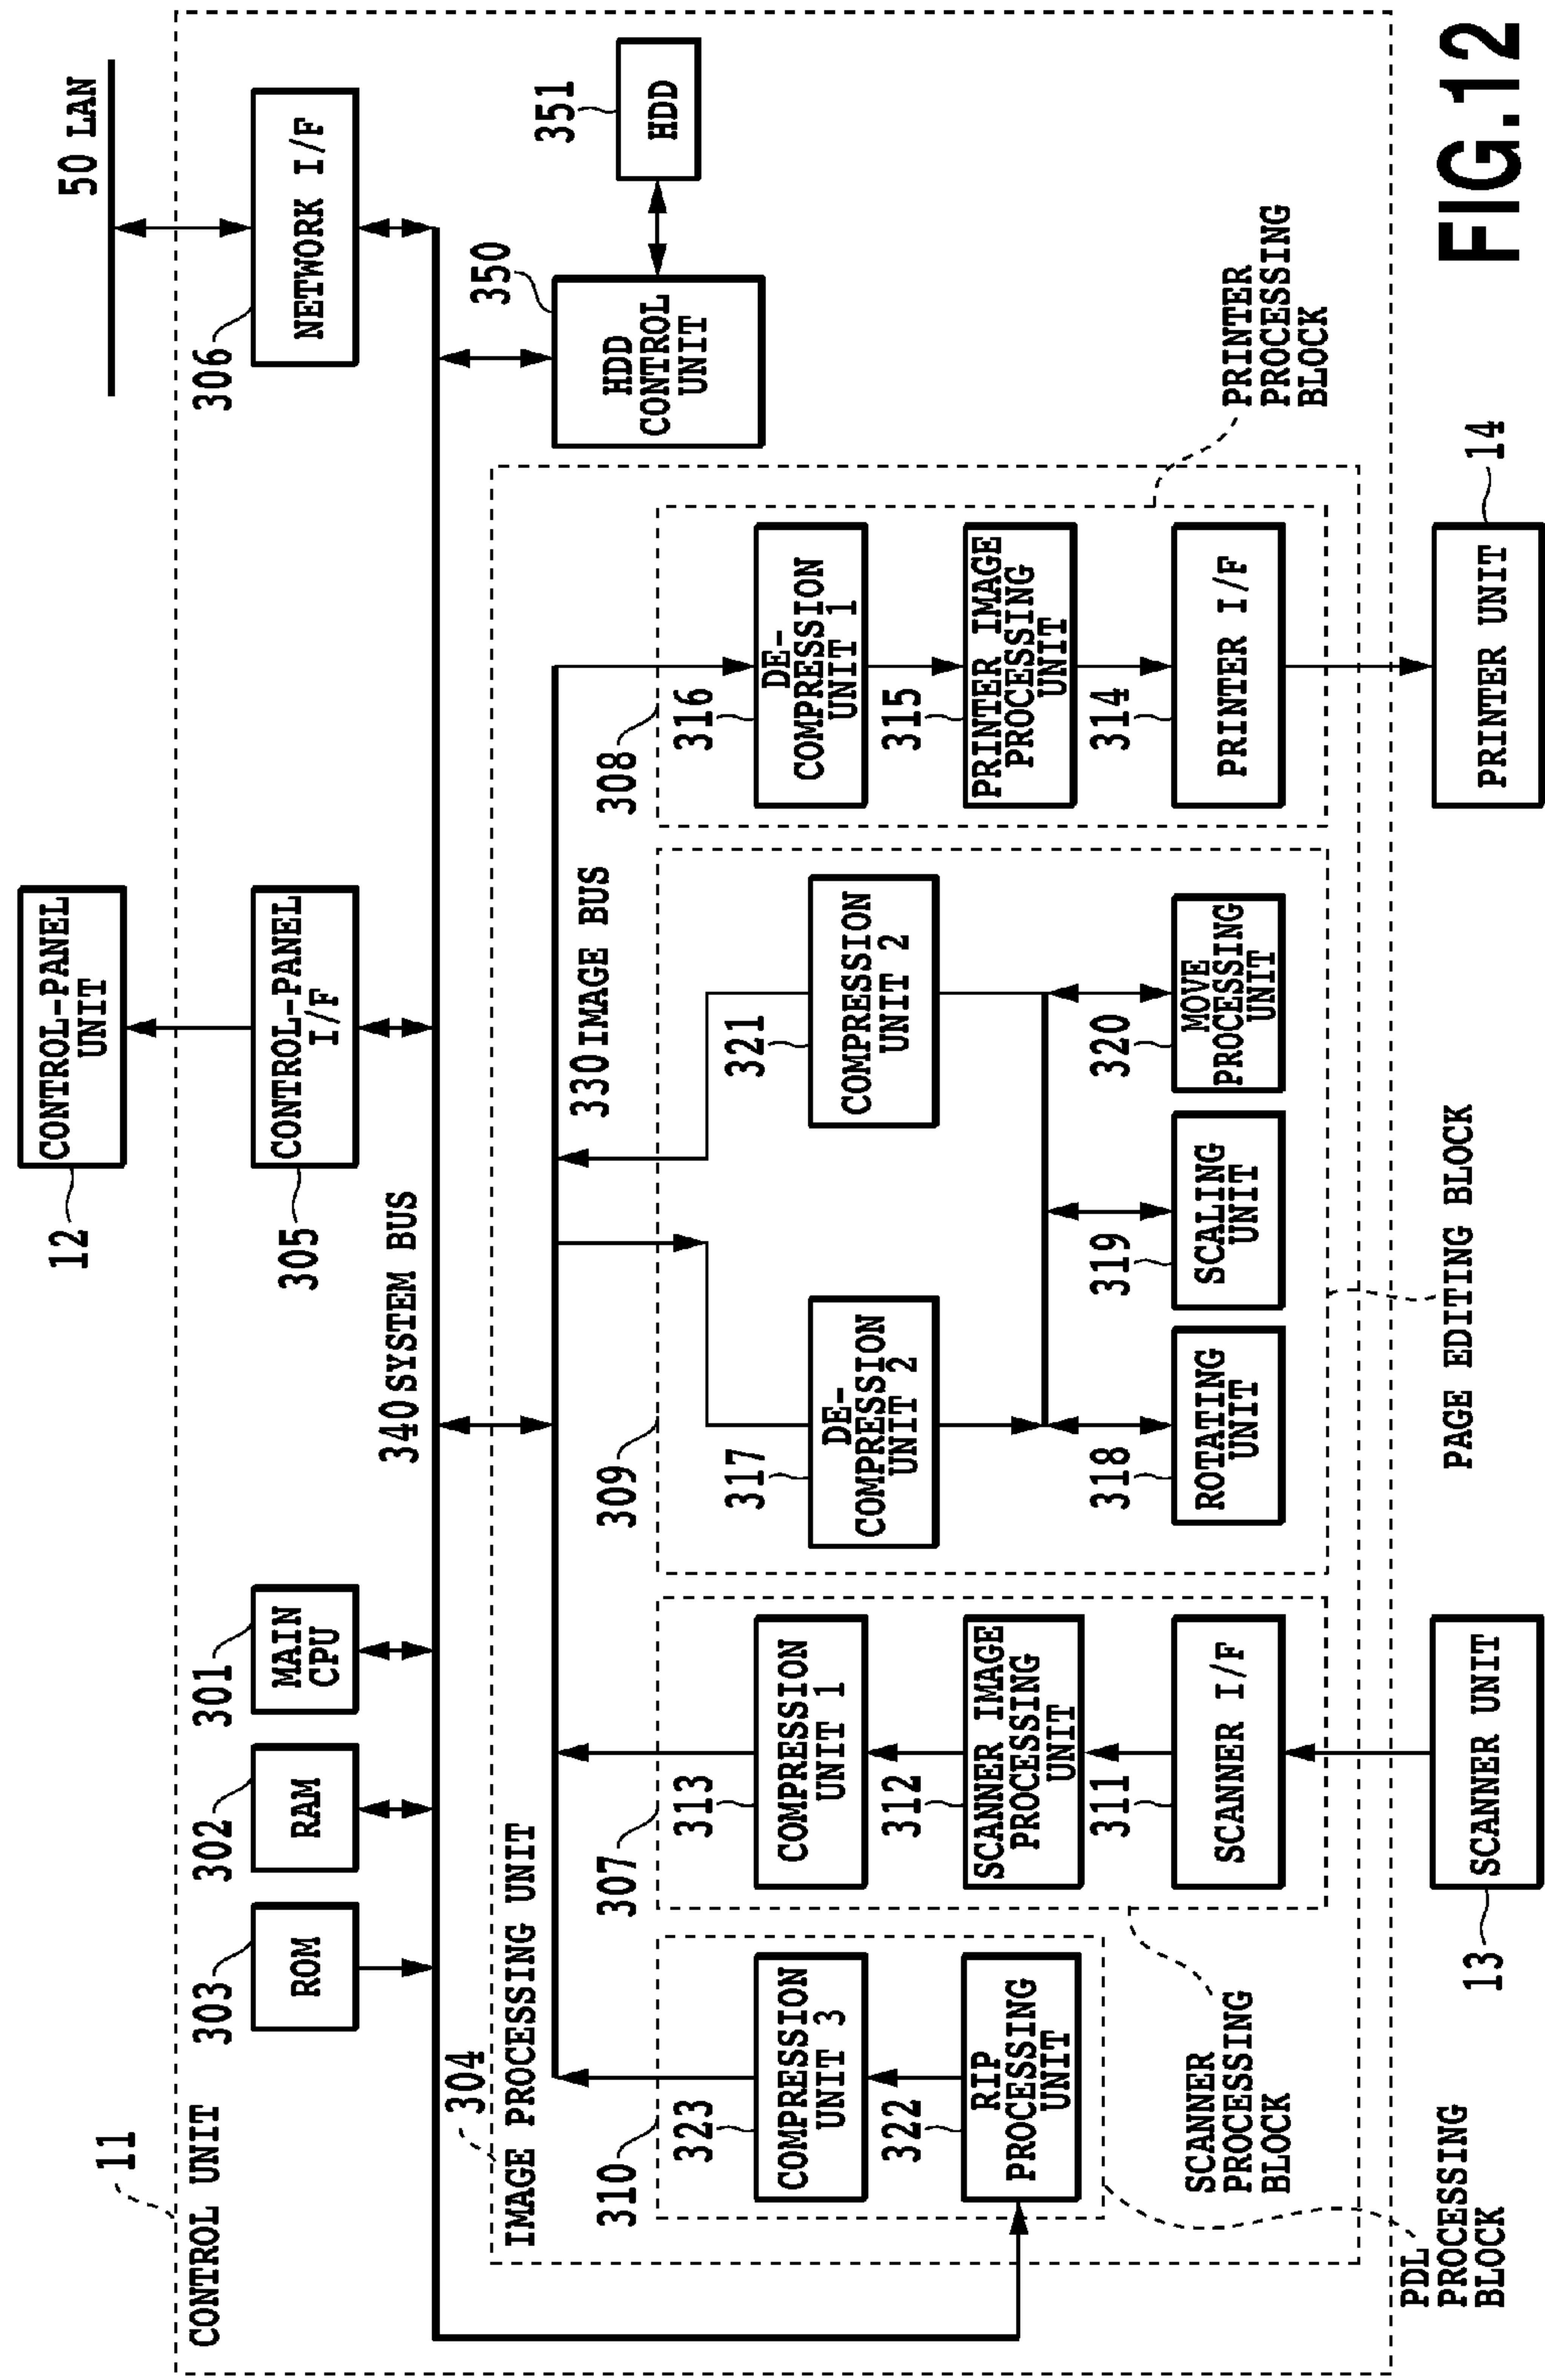 11
CONTROL UNIT
303
ROM
302
RAM
301
MAIN
CPU
12
CONTROL-PANEL
UNIT
305
CONTROL-PANEL
I/F
50 LAN
306
NETWORK I/F
340 SYSTEM BUS
350
HDD
CONTROL
UNIT
351
HDD
304
IMAGE PROCESSING UNIT
330 IMAGE BUS
310
323
COMPRESSION
UNIT 3
322
RIP
PROCESSING
UNIT
307
313
COMPRESSION
UNIT 1
312
SCANNER IMAGE
PROCESSING
UNIT
311
SCANNER I/F
309
317
DE-
COMPRESSION
UNIT 2
321
COMPRESSION
UNIT 2
318
ROTATING
UNIT
319
SCALING
UNIT
320
MOVE
PROCESSING
UNIT
308
316
DE-
COMPRESSION
UNIT 1
315
PRINTER IMAGE
PROCESSING
UNIT
314
PRINTER I/F
PRINTER
PROCESSING
BLOCK
SCANNER
PROCESSING
BLOCK
PDL
PROCESSING
BLOCK
PAGE EDITING BLOCK
13
SCANNER UNIT
14
PRINTER UNIT
FIG.12